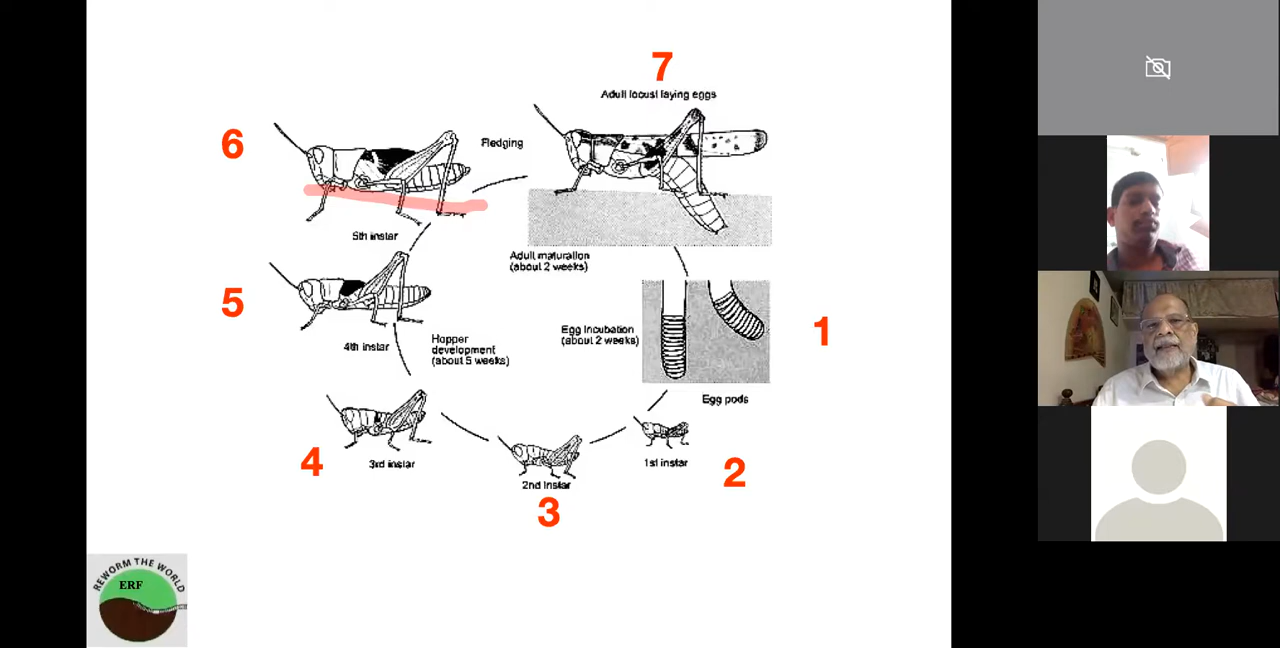 7
Adult locust laying eggs
6
Fledging
5th instar
Adult maturation
(about 2 weeks)
5
4th instar
Hopper
development
(about 5 weeks)
Egg incubation
(about 2 weeks)
1
Egg pods
4
3rd instar
2nd instar
3
1st instar
2
REWORM THE WORLD
ERF